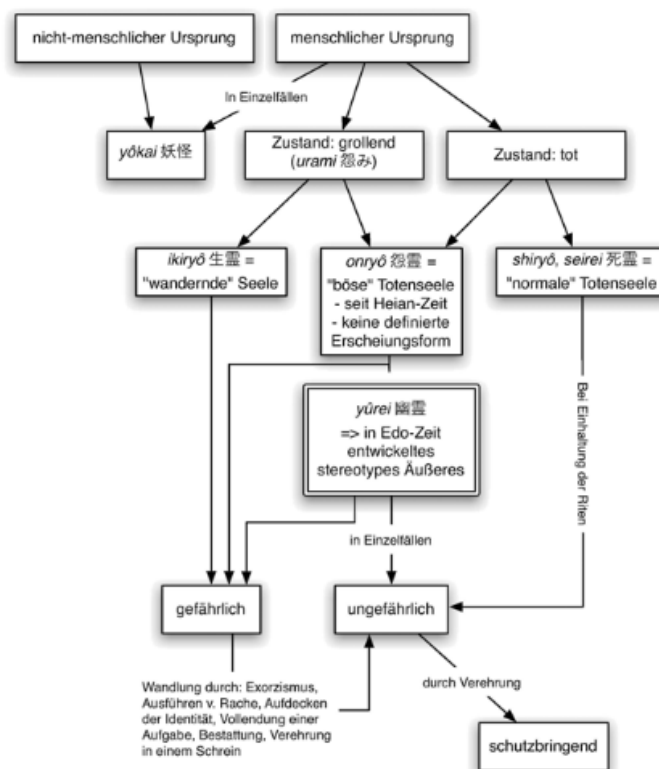 nicht-menschlicher Ursprung
menschlicher Ursprung
In Einzelfällen
yôkai 妖怪
Zustand: grollend
(urami 怨み)
Zustand: tot
ikiryô 生霊 =
"wandernde" Seele
onryô 怨霊 =
"böse" Totenseele
- seit Heian-Zeit
- keine definierte
Erscheiungsform
shiryô, seirei 死霊 =
"normale" Totenseele
yûrei 幽霊
=> in Edo-Zeit
entwickeltes
stereotypes Äußeres
Bei Einhaltung der Riten
in Einzelfällen
gefährlich
ungefährlich
Wandlung durch: Exorzismus,
Ausführen v. Rache, Aufdecken
der Identität, Vollendung einer
Aufgabe, Bestattung, Verehrung
in einem Schrein
durch Verehrung
schutzbringend